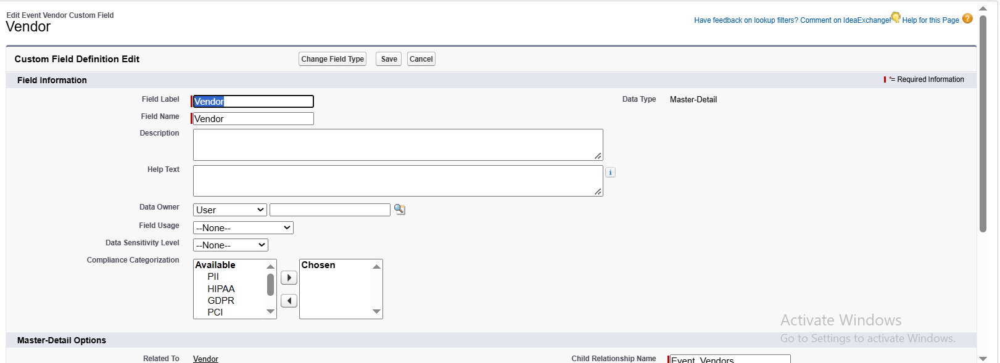 Edit Event Vendor Custom Field
Vendor
Have feedback on lookup filters? Comment on IdeaExchange! Help for this Page ?
Custom Field Definition Edit
Change Field Type Save Cancel
Field Information
*= Required Information
Field Label Vendor
Data Type Master-Detail
Field Name Vendor
Description
Help Text
i
Data Owner User
Field Usage --None--
Data Sensitivity Level --None--
Compliance Categorization
Available
PII
HIPAA
GDPR
PCI
Chosen
Activate Windows
Go to Settings to activate Windows.
Master-Detail Options
Related To Vendor
Child Relationship Name Event_Vendors